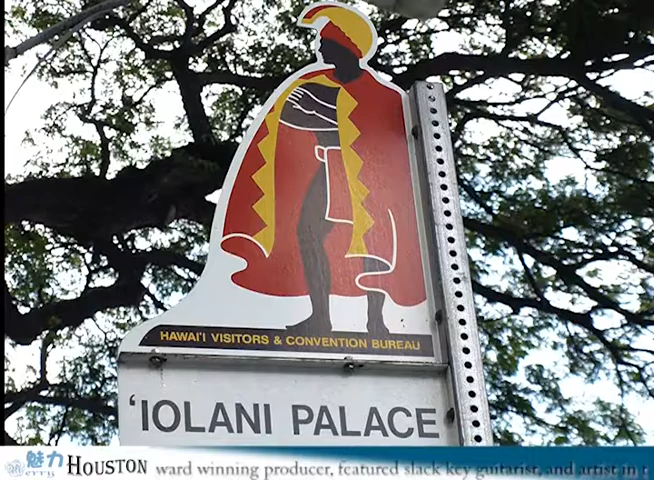 HAWAI'I VISITORS & CONVENTION BUREAU
'IOLANI PALACE
魅力 HOUSTON ward winning producer, featured slack key guitarist, and artist in